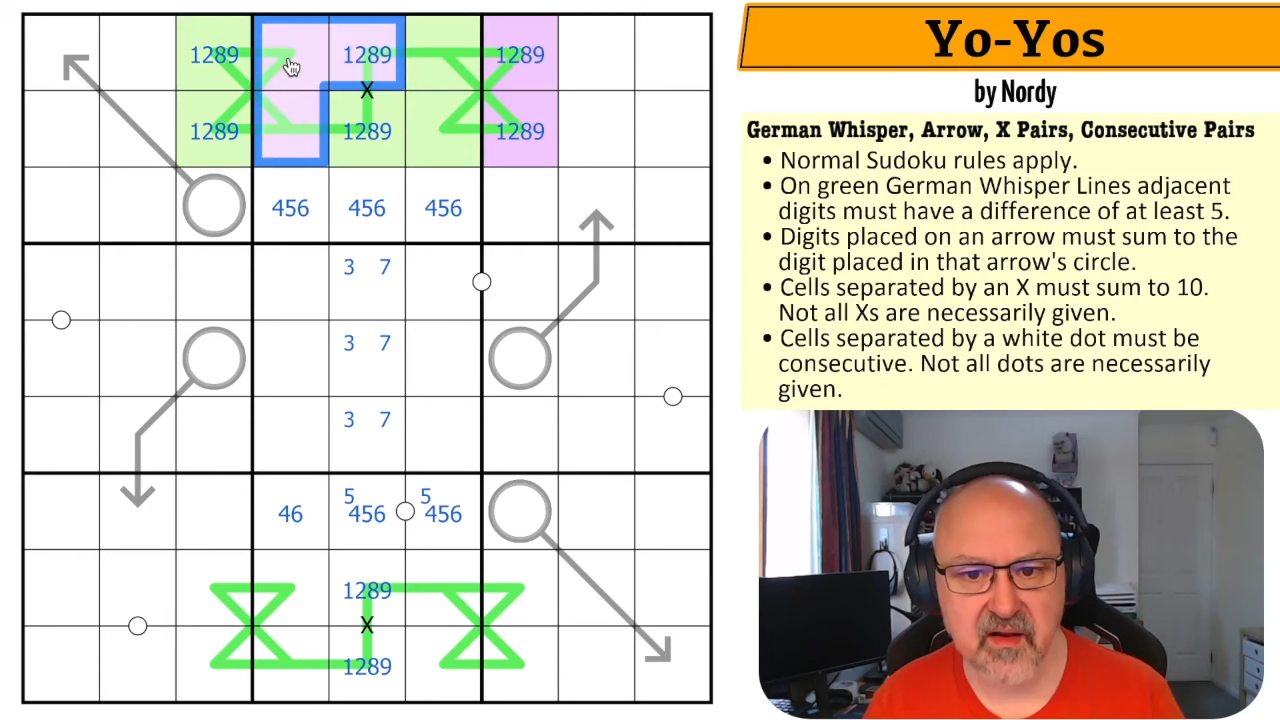 Yo-Yos
by Nordy
German Whisper, Arrow, X Pairs, Consecutive Pairs
• Normal Sudoku rules apply.
• On green German Whisper Lines adjacent
digits must have a difference of at least 5.
• Digits placed on an arrow must sum to the
digit placed in that arrow's circle.
• Cells separated by an X must sum to 10.
Not all Xs are necessarily given.
• Cells separated by a white dot must be
consecutive. Not all dots are necessarily
given.
1289 1289 1289
X
1289 1289 1289
456 456 456
3 7
3 7
3 7
5 5
46 456 456
1289
X
1289